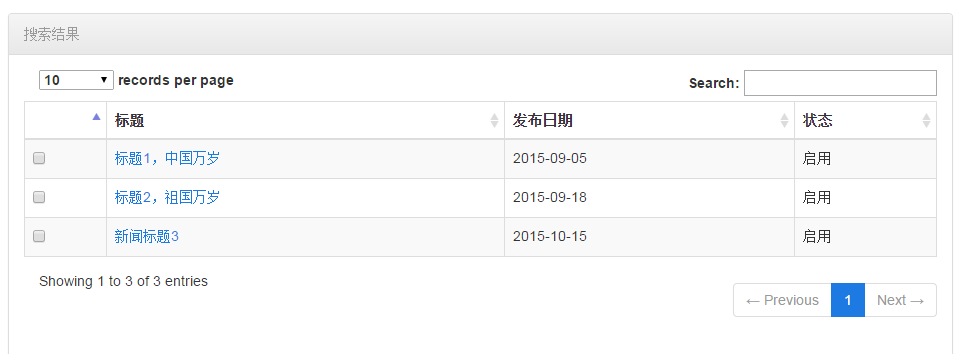 搜索结果
10 records per page
Search:
标题 发布日期 状态
标题1，中国万岁 2015-09-05 启用
标题2，祖国万岁 2015-09-18 启用
新闻标题3 2015-10-15 启用
Showing 1 to 3 of 3 entries
← Previous 1 Next →